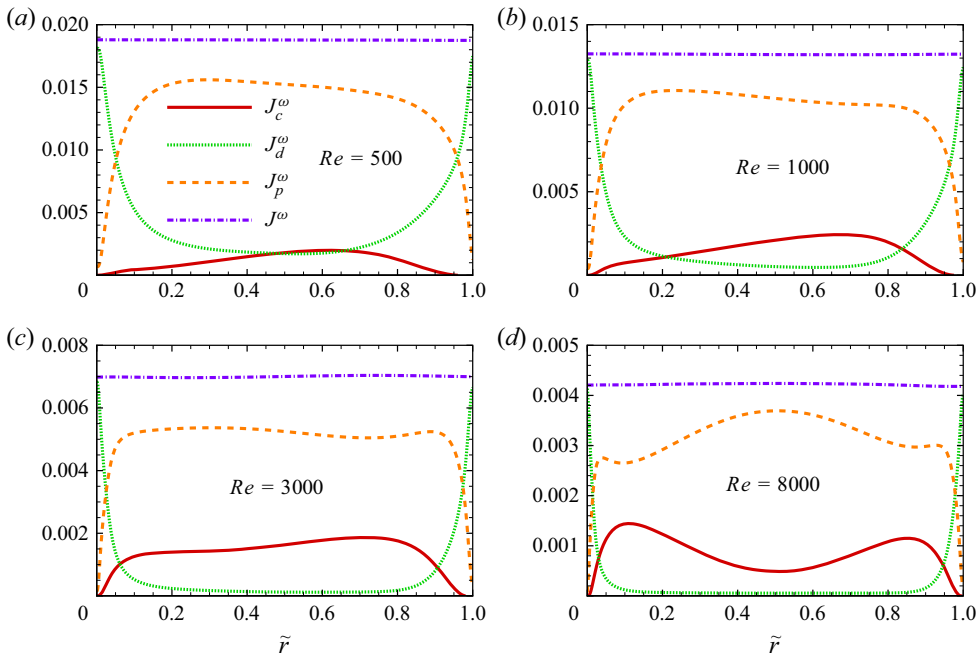 (a)
0.020
0.015
0.010
0.005
J_c^ω
J_d^ω
J_p^ω
J^ω
Re = 500
0 0.2 0.4 0.6 0.8 1.0
(b)
0.015
0.010
0.005
Re = 1000
0 0.2 0.4 0.6 0.8 1.0
(c)
0.008
0.006
0.004
0.002
Re = 3000
0 0.2 0.4 0.6 0.8 1.0
r̃
(d)
0.005
0.004
0.003
0.002
0.001
Re = 8000
0 0.2 0.4 0.6 0.8 1.0
r̃